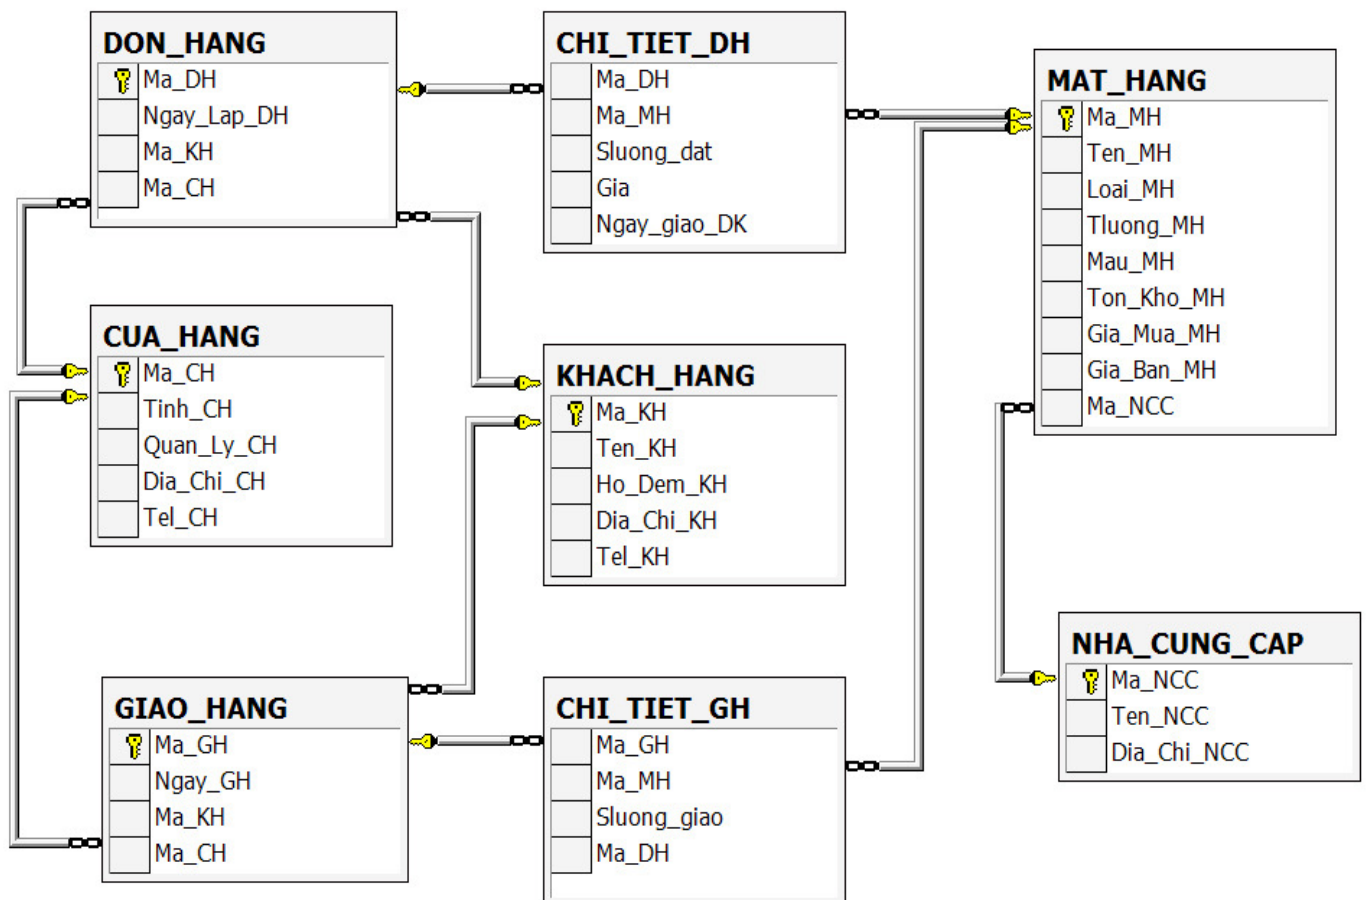 DON_HANG
Ma_DH
Ngay_Lap_DH
Ma_KH
Ma_CH
CHI_TIET_DH
Ma_DH
Ma_MH
Sluong_dat
Gia
Ngay_giao_DK
MAT_HANG
Ma_MH
Ten_MH
Loai_MH
Tluong_MH
Mau_MH
Ton_Kho_MH
Gia_Mua_MH
Gia_Ban_MH
Ma_NCC
CUA_HANG
Ma_CH
Tinh_CH
Quan_Ly_CH
Dia_Chi_CH
Tel_CH
KHACH_HANG
Ma_KH
Ten_KH
Ho_Dem_KH
Dia_Chi_KH
Tel_KH
NHA_CUNG_CAP
Ma_NCC
Ten_NCC
Dia_Chi_NCC
GIAO_HANG
Ma_GH
Ngay_GH
Ma_KH
Ma_CH
CHI_TIET_GH
Ma_GH
Ma_MH
Sluong_giao
Ma_DH